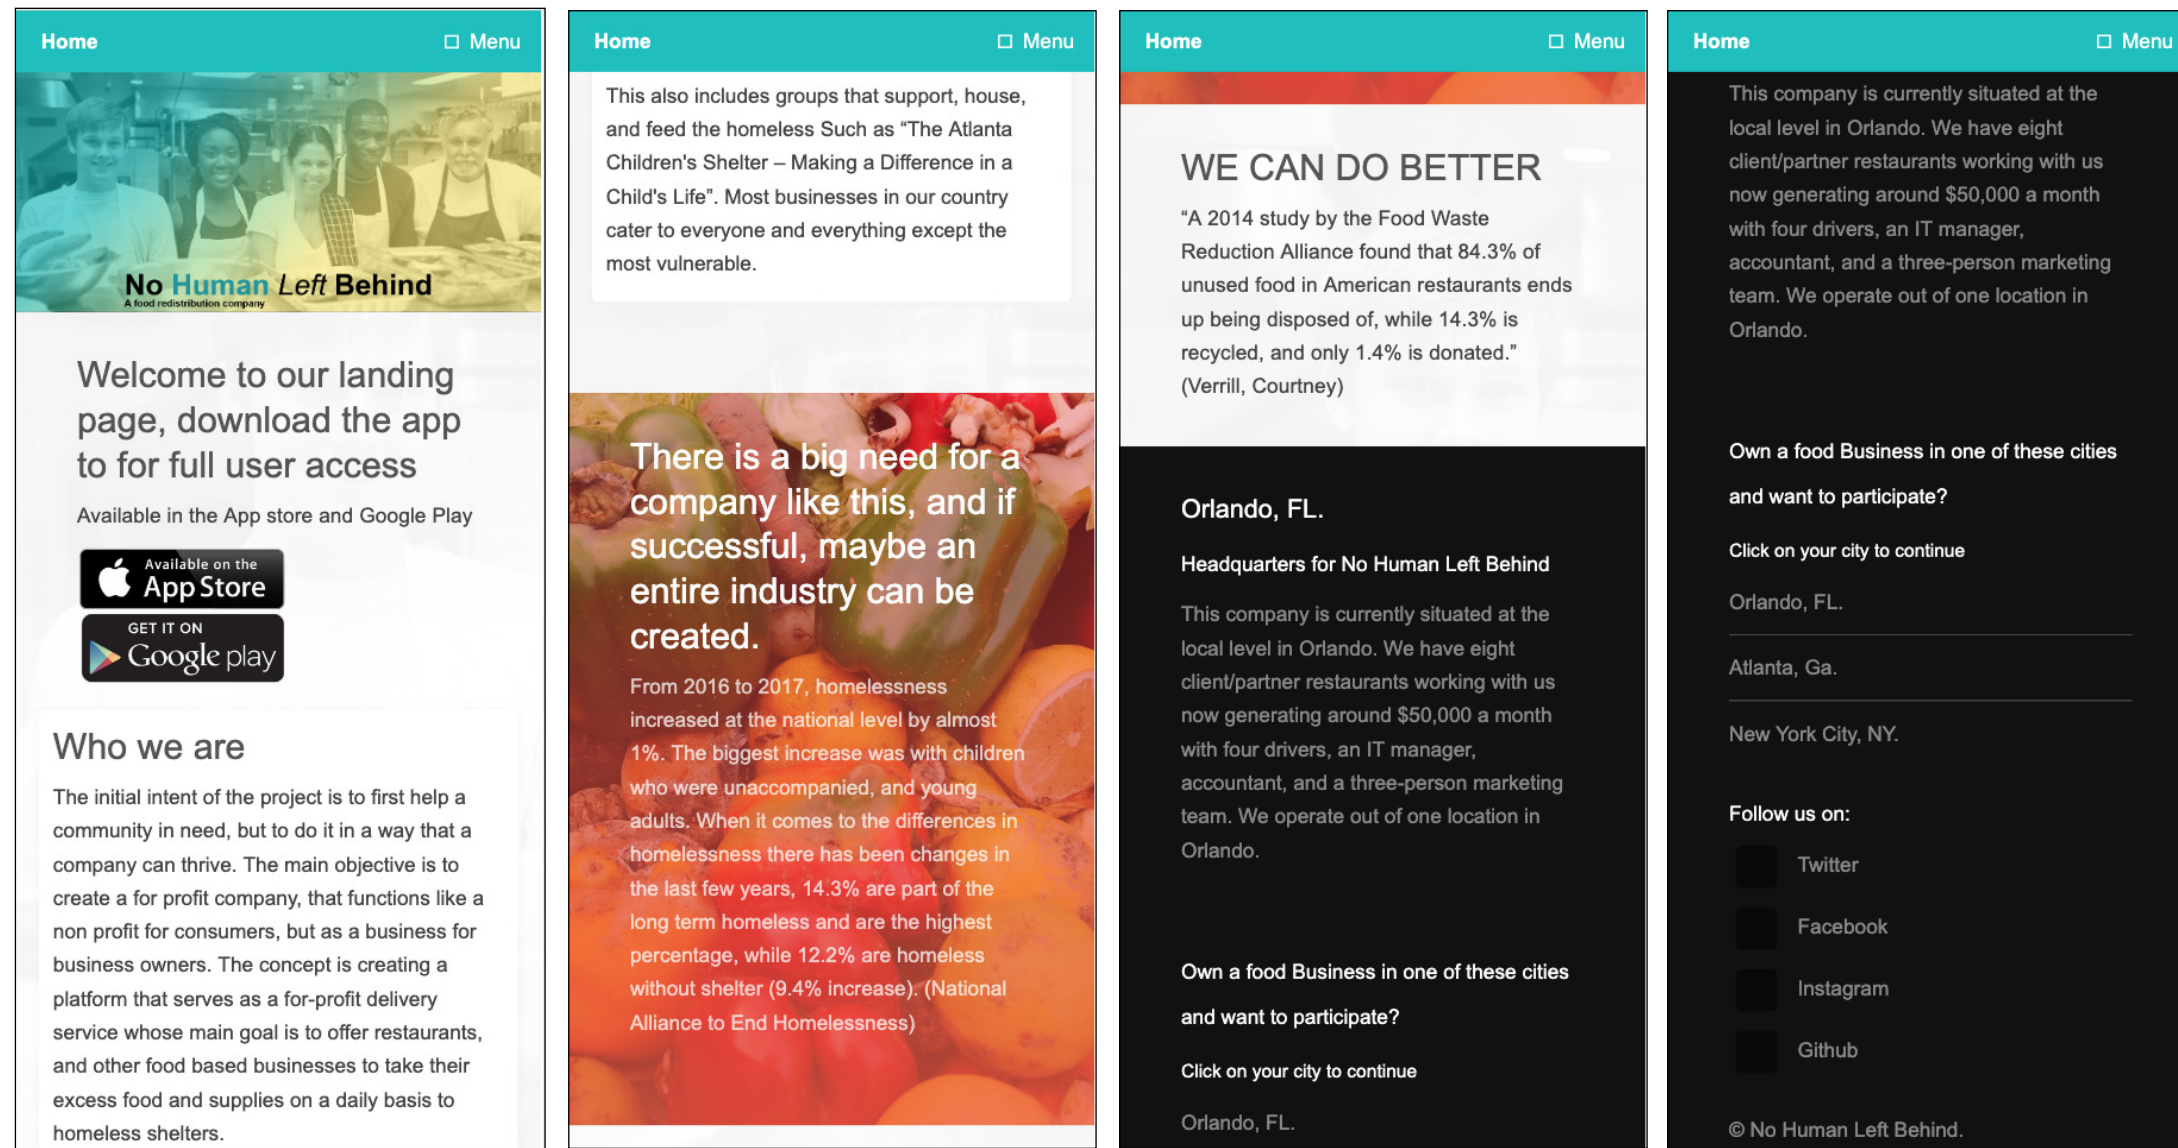 Home
☐ Menu
No Human Left Behind
A food redistribution company
Welcome to our landing
page, download the app
to for full user access
Available in the App store and Google Play
Available on the
App Store
GET IT ON
Google play
Who we are
The initial intent of the project is to first help a
community in need, but to do it in a way that a
company can thrive. The main objective is to
create a for profit company, that functions like a
non profit for consumers, but as a business for
business owners. The concept is creating a
platform that serves as a for-profit delivery
service whose main goal is to offer restaurants,
and other food based businesses to take their
excess food and supplies on a daily basis to
homeless shelters.
Home
☐ Menu
This also includes groups that support, house,
and feed the homeless Such as “The Atlanta
Children's Shelter – Making a Difference in a
Child's Life”. Most businesses in our country
cater to everyone and everything except the
most vulnerable.
There is a big need for a
company like this, and if
successful, maybe an
entire industry can be
created.
From 2016 to 2017, homelessness
increased at the national level by almost
1%. The biggest increase was with children
who were unaccompanied, and young
adults. When it comes to the differences in
homelessness there has been changes in
the last few years, 14.3% are part of the
long term homeless and are the highest
percentage, while 12.2% are homeless
without shelter (9.4% increase). (National
Alliance to End Homelessness)
Home
☐ Menu
WE CAN DO BETTER
“A 2014 study by the Food Waste
Reduction Alliance found that 84.3% of
unused food in American restaurants ends
up being disposed of, while 14.3% is
recycled, and only 1.4% is donated.”
(Verrill, Courtney)
Orlando, FL.
Headquarters for No Human Left Behind
This company is currently situated at the
local level in Orlando. We have eight
client/partner restaurants working with us
now generating around $50,000 a month
with four drivers, an IT manager,
accountant, and a three-person marketing
team. We operate out of one location in
Orlando.
Own a food Business in one of these cities
and want to participate?
Click on your city to continue
Orlando, FL.
Home
☐ Menu
This company is currently situated at the
local level in Orlando. We have eight
client/partner restaurants working with us
now generating around $50,000 a month
with four drivers, an IT manager,
accountant, and a three-person marketing
team. We operate out of one location in
Orlando.
Own a food Business in one of these cities
and want to participate?
Click on your city to continue
Orlando, FL.
Atlanta, Ga.
New York City, NY.
Follow us on:
Twitter
Facebook
Instagram
Github
© No Human Left Behind.